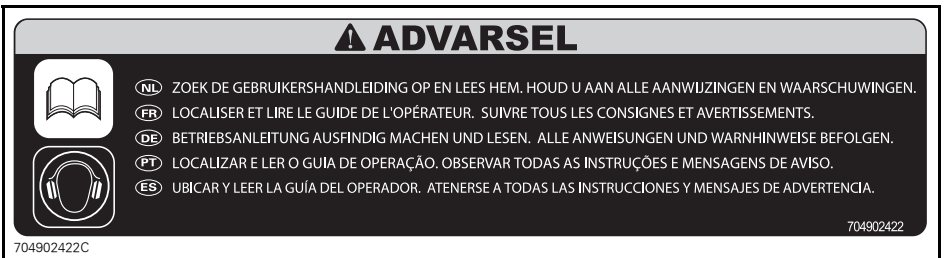 ADVARSEL
NL ZOEK DE GEBRUIKERSHANDLEIDING OP EN LEES HEM. HOUD U AAN ALLE AANWIJZINGEN EN WAARSCHUWINGEN.
FR LOCALISER ET LIRE LE GUIDE DE L'OPÉRATEUR. SUIVRE TOUS LES CONSIGNES ET AVERTISSEMENTS.
DE BETRIEBSANLEITUNG AUSFINDIG MACHEN UND LESEN. ALLE ANWEISUNGEN UND WARNHINWEISE BEFOLGEN.
PT LOCALIZAR E LER O GUIA DE OPERAÇÃO. OBSERVAR TODAS AS INSTRUÇÕES E MENSAGENS DE AVISO.
ES UBICAR Y LEER LA GUÍA DEL OPERADOR. ATENERSE A TODAS LAS INSTRUCCIONES Y MENSAJES DE ADVERTENCIA.
704902422
704902422C